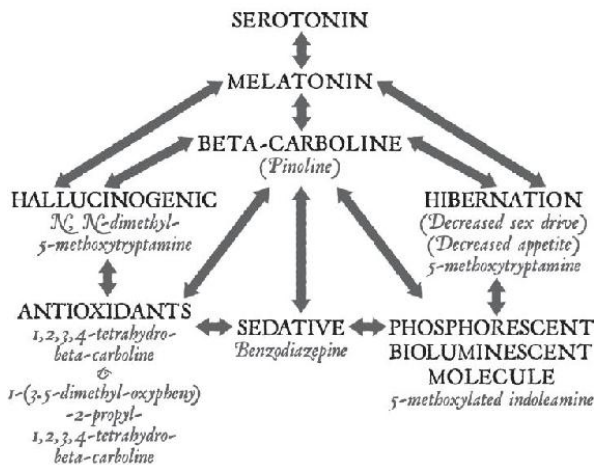 SEROTONIN
MELATONIN
BETA-CARBOLINE
(Pinoline)
HALLUCINOGENIC
N, N-dimethyl-
5-methoxytryptamine
HIBERNATION
(Decreased sex drive)
(Decreased appetite)
5-methoxytryptamine
ANTIOXIDANTS
1,2,3,4-tetrahydro-
beta-carboline
&
1-(3.5-dimethyl-oxypheny)
-2-propyl-
1,2,3,4-tetrahydro-
beta-carboline
SEDATIVE
Benzodiazepine
PHOSPHORESCENT
BIOLUMINESCENT
MOLECULE
5-methoxylated indoleamine